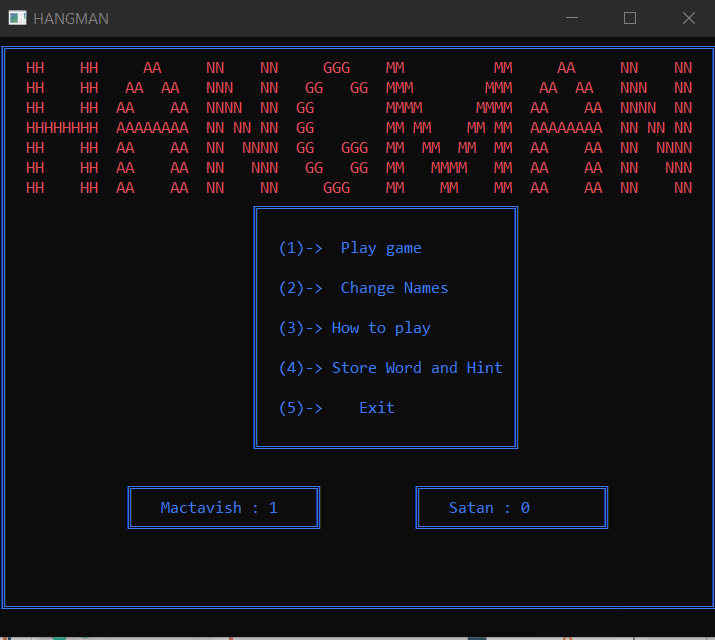 HANGMAN
HH    HH     AA     NN    NN     GGG    MM          MM     AA     NN    NN
HH    HH   AA  AA   NNN   NN   GG   GG  MMM        MMM   AA  AA   NNN   NN
HH    HH  AA    AA  NNNN  NN  GG        MMMM      MMMM  AA    AA  NNNN  NN
HHHHHHHH  AAAAAAAA  NN NN NN  GG        MM MM    MM MM  AAAAAAAA  NN NN NN
HH    HH  AA    AA  NN  NNNN  GG   GGG  MM  MM  MM  MM  AA    AA  NN  NNNN
HH    HH  AA    AA  NN   NNN   GG   GG  MM   MMMM   MM  AA    AA  NN   NNN
HH    HH  AA    AA  NN    NN     GGG    MM    MM    MM  AA    AA  NN    NN
(1)-> Play game
(2)-> Change Names
(3)-> How to play
(4)-> Store Word and Hint
(5)-> Exit
Mactavish : 1
Satan : 0